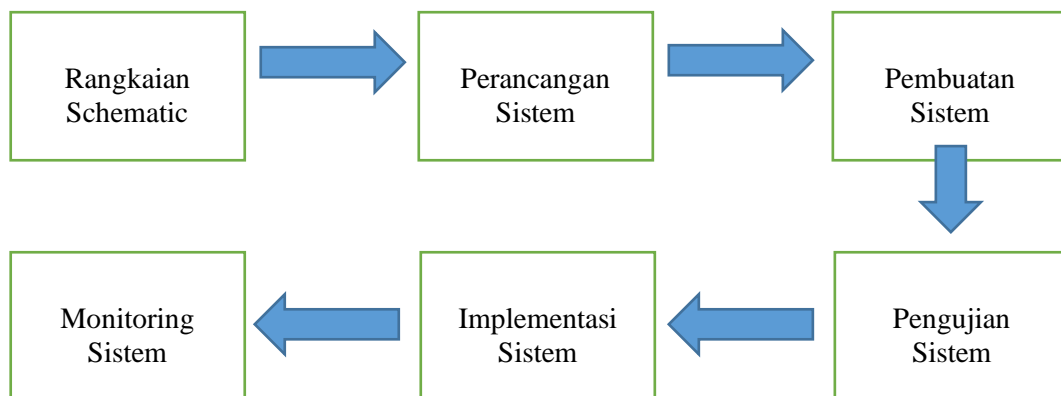 Rangkaian
Schematic
Perancangan
Sistem
Pembuatan
Sistem
Pengujian
Sistem
Implementasi
Sistem
Monitoring
Sistem